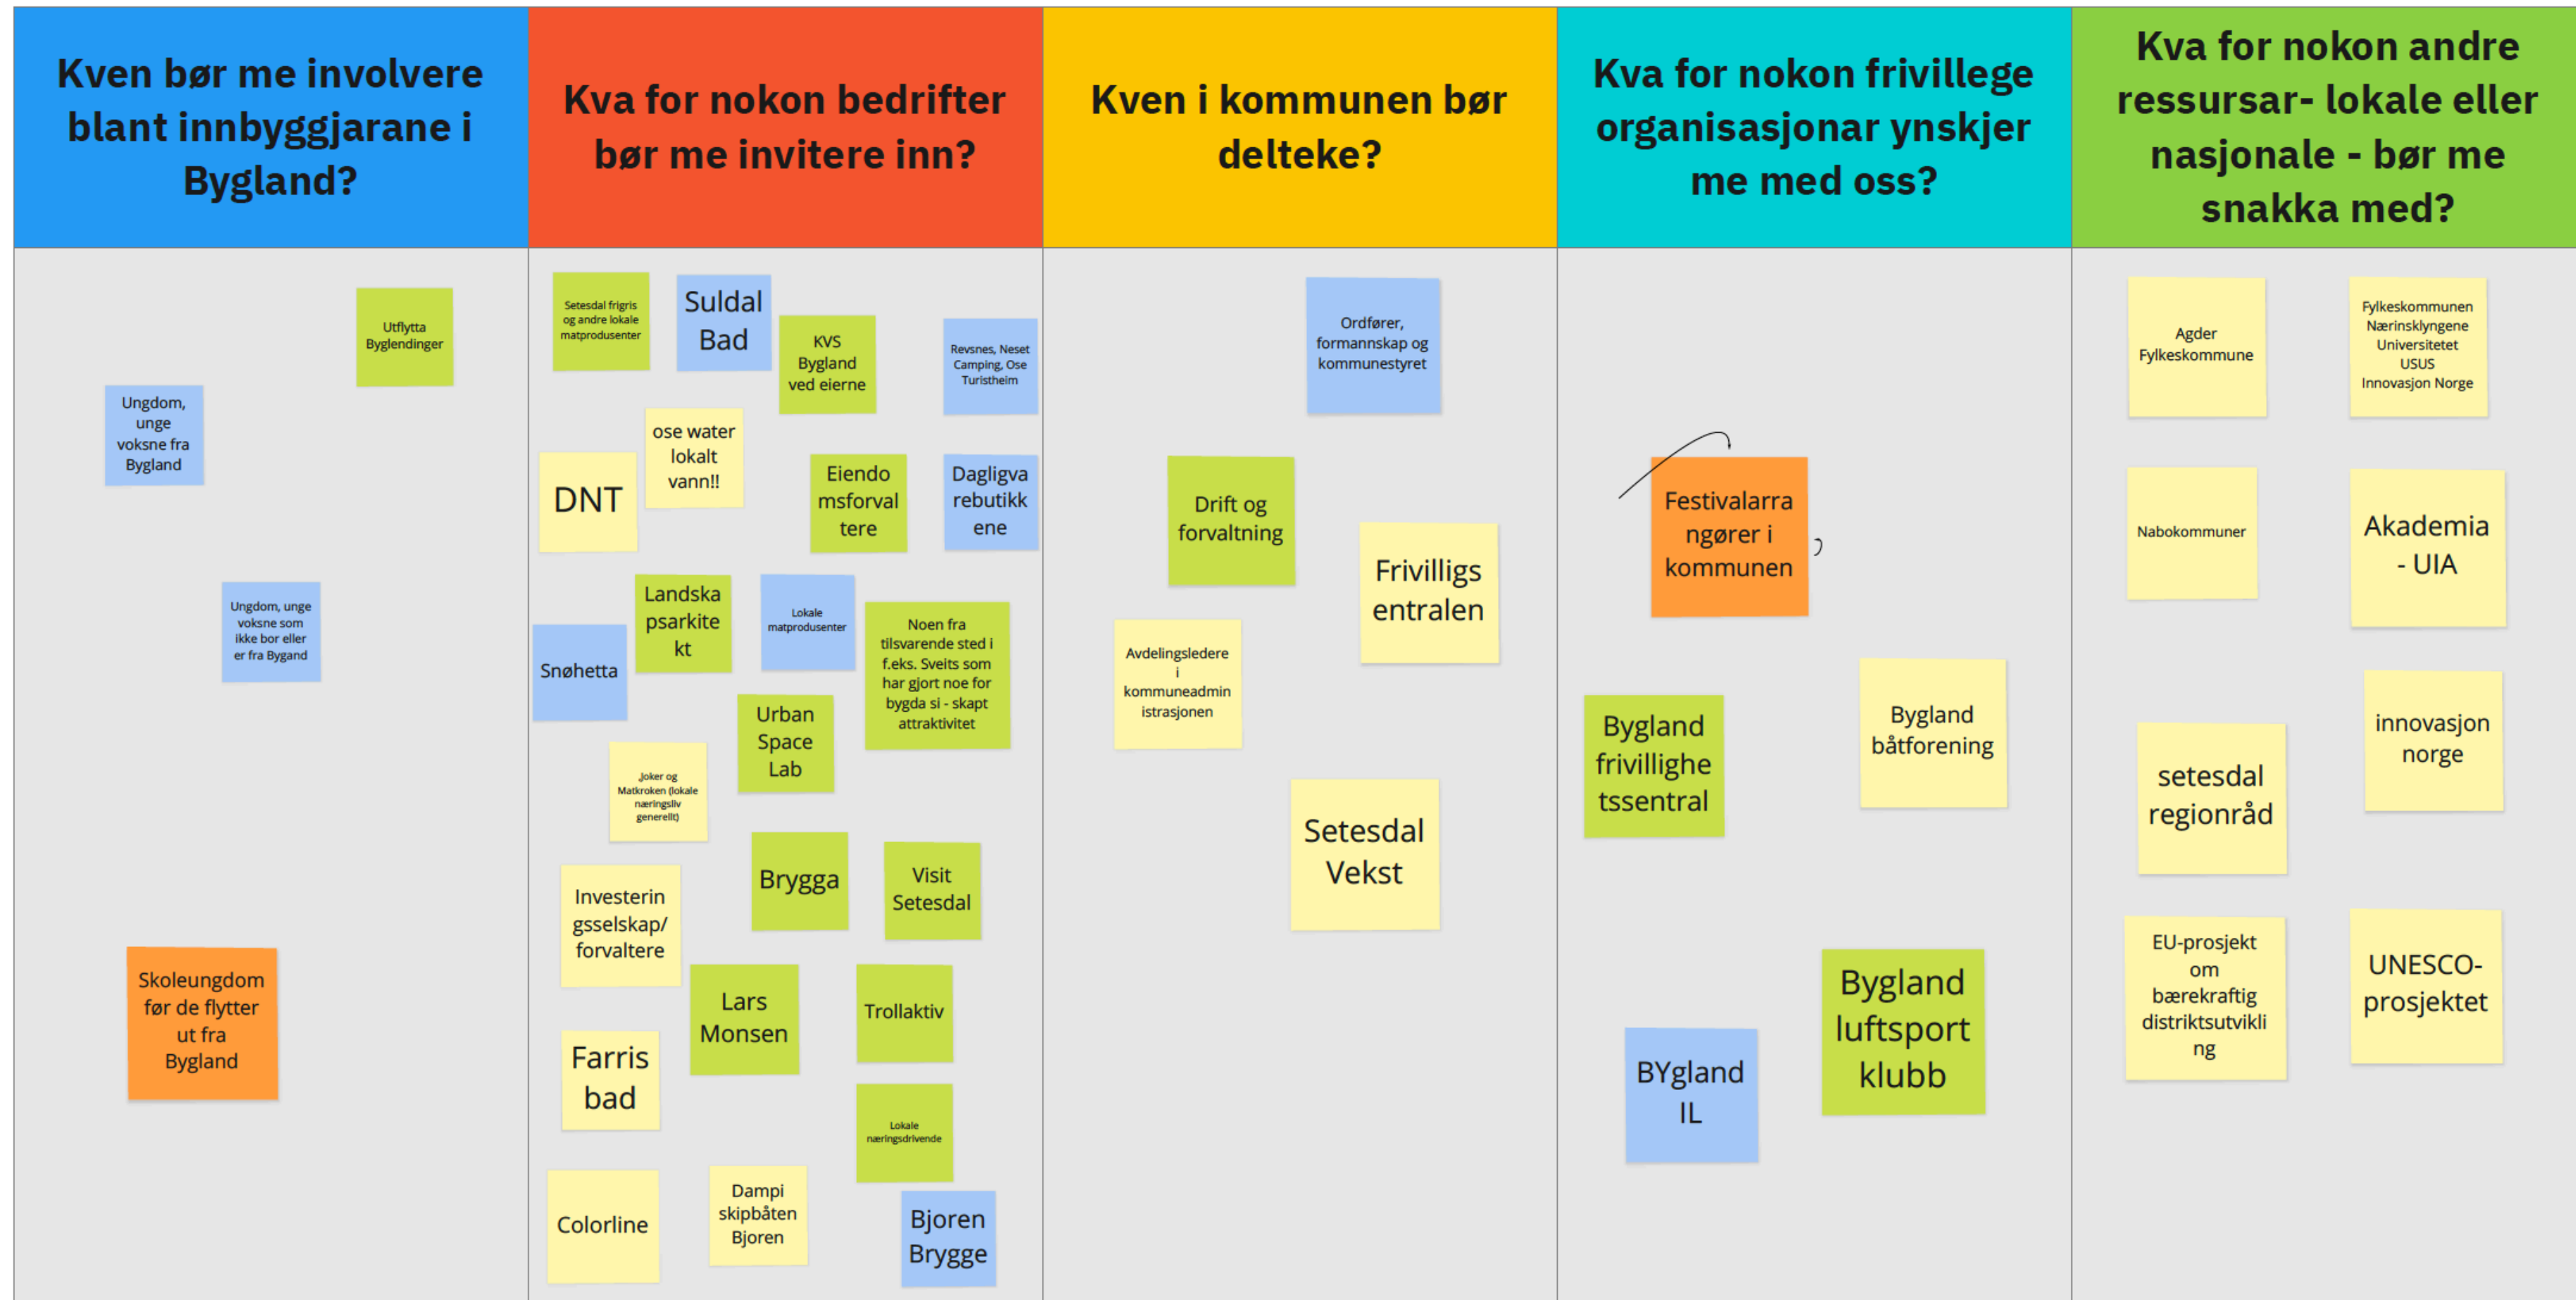 Kven bør me involvere
blant innbyggjarane i
Bygland?
Kva for nokon bedrifter
bør me invitere inn?
Kven i kommunen bør
delteke?
Kva for nokon frivillege
organisasjonar ynskjer
me med oss?
Kva for nokon andre
ressursar- lokale eller
nasjonale - bør me
snakka med?
Utflytta
Byglendinger
Ungdom,
unge
voksne fra
Bygland
Ungdom, unge
voksne som
ikke bor eller
er fra Bygand
Skoleungdom
før de flytter
ut fra
Bygland
Setesdal frigris
og andre lokale
matprodusenter
Suldal
Bad
KVS
Bygland
ved eierne
Revsnes, Neset
Camping, Ose
Turistheim
ose water
lokalt
vann!!
DNT
Eiendo
msforval
tere
Dagligva
rebutikk
ene
Landska
psarkite
kt
Lokale
matprodusenter
Noen fra
tilsvarende sted i
f.eks. Sveits som
har gjort noe for
bygda si - skapt
attraktivitet
Snøhetta
Urban
Space
Lab
,Joker og
Matkroken (lokale
næringsliv
generellt)
Brygga
Visit
Setesdal
Investerin
gsselskap/
forvaltere
Lars
Monsen
Trollaktiv
Farris
bad
Lokale
næringsdrivende
Colorline
Dampi
skipbåten
Bjoren
Bjoren
Brygge
Ordfører,
formannskap og
kommunestyret
Drift og
forvaltning
Frivilligs
entralen
Avdelingsledere
i
kommuneadmin
istrasjonen
Setesdal
Vekst
Festivalarra
ngører i
kommunen
Bygland
frivillighe
tssentral
Bygland
båtforening
Bygland
luftsport
klubb
BYgland
IL
Agder
Fylkeskommune
Fylkeskommunen
Nærinsklyngene
Universitetet
USUS
Innovasjon Norge
Nabokommuner
Akademia
- UIA
setesdal
regionråd
innovasjon
norge
EU-prosjekt
om
bærekraftig
distriktsutvikli
ng
UNESCO-
prosjektet